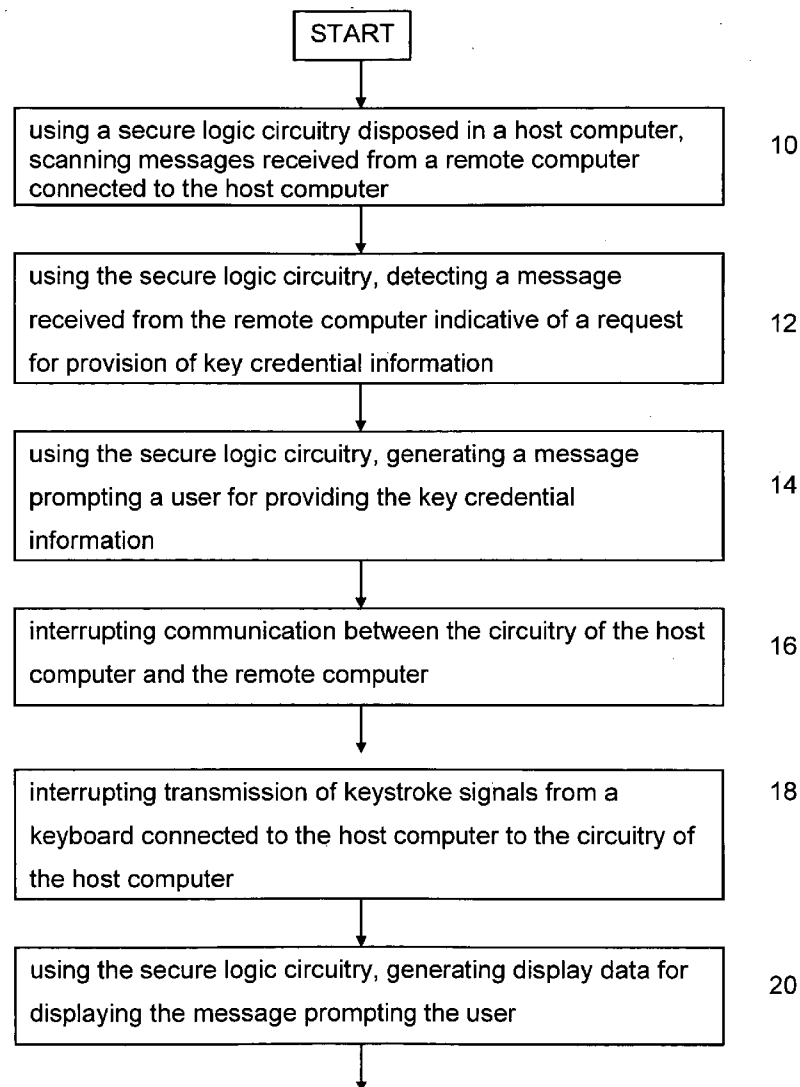 START
using a secure logic circuitry disposed in a host computer,
scanning messages received from a remote computer
connected to the host computer
10
using the secure logic circuitry, detecting a message
received from the remote computer indicative of a request
for provision of key credential information
12
using the secure logic circuitry, generating a message
prompting a user for providing the key credential
information
14
interrupting communication between the circuitry of the host
computer and the remote computer
16
interrupting transmission of keystroke signals from a
keyboard connected to the host computer to the circuitry of
the host computer
18
using the secure logic circuitry, generating display data for
displaying the message prompting the user
20